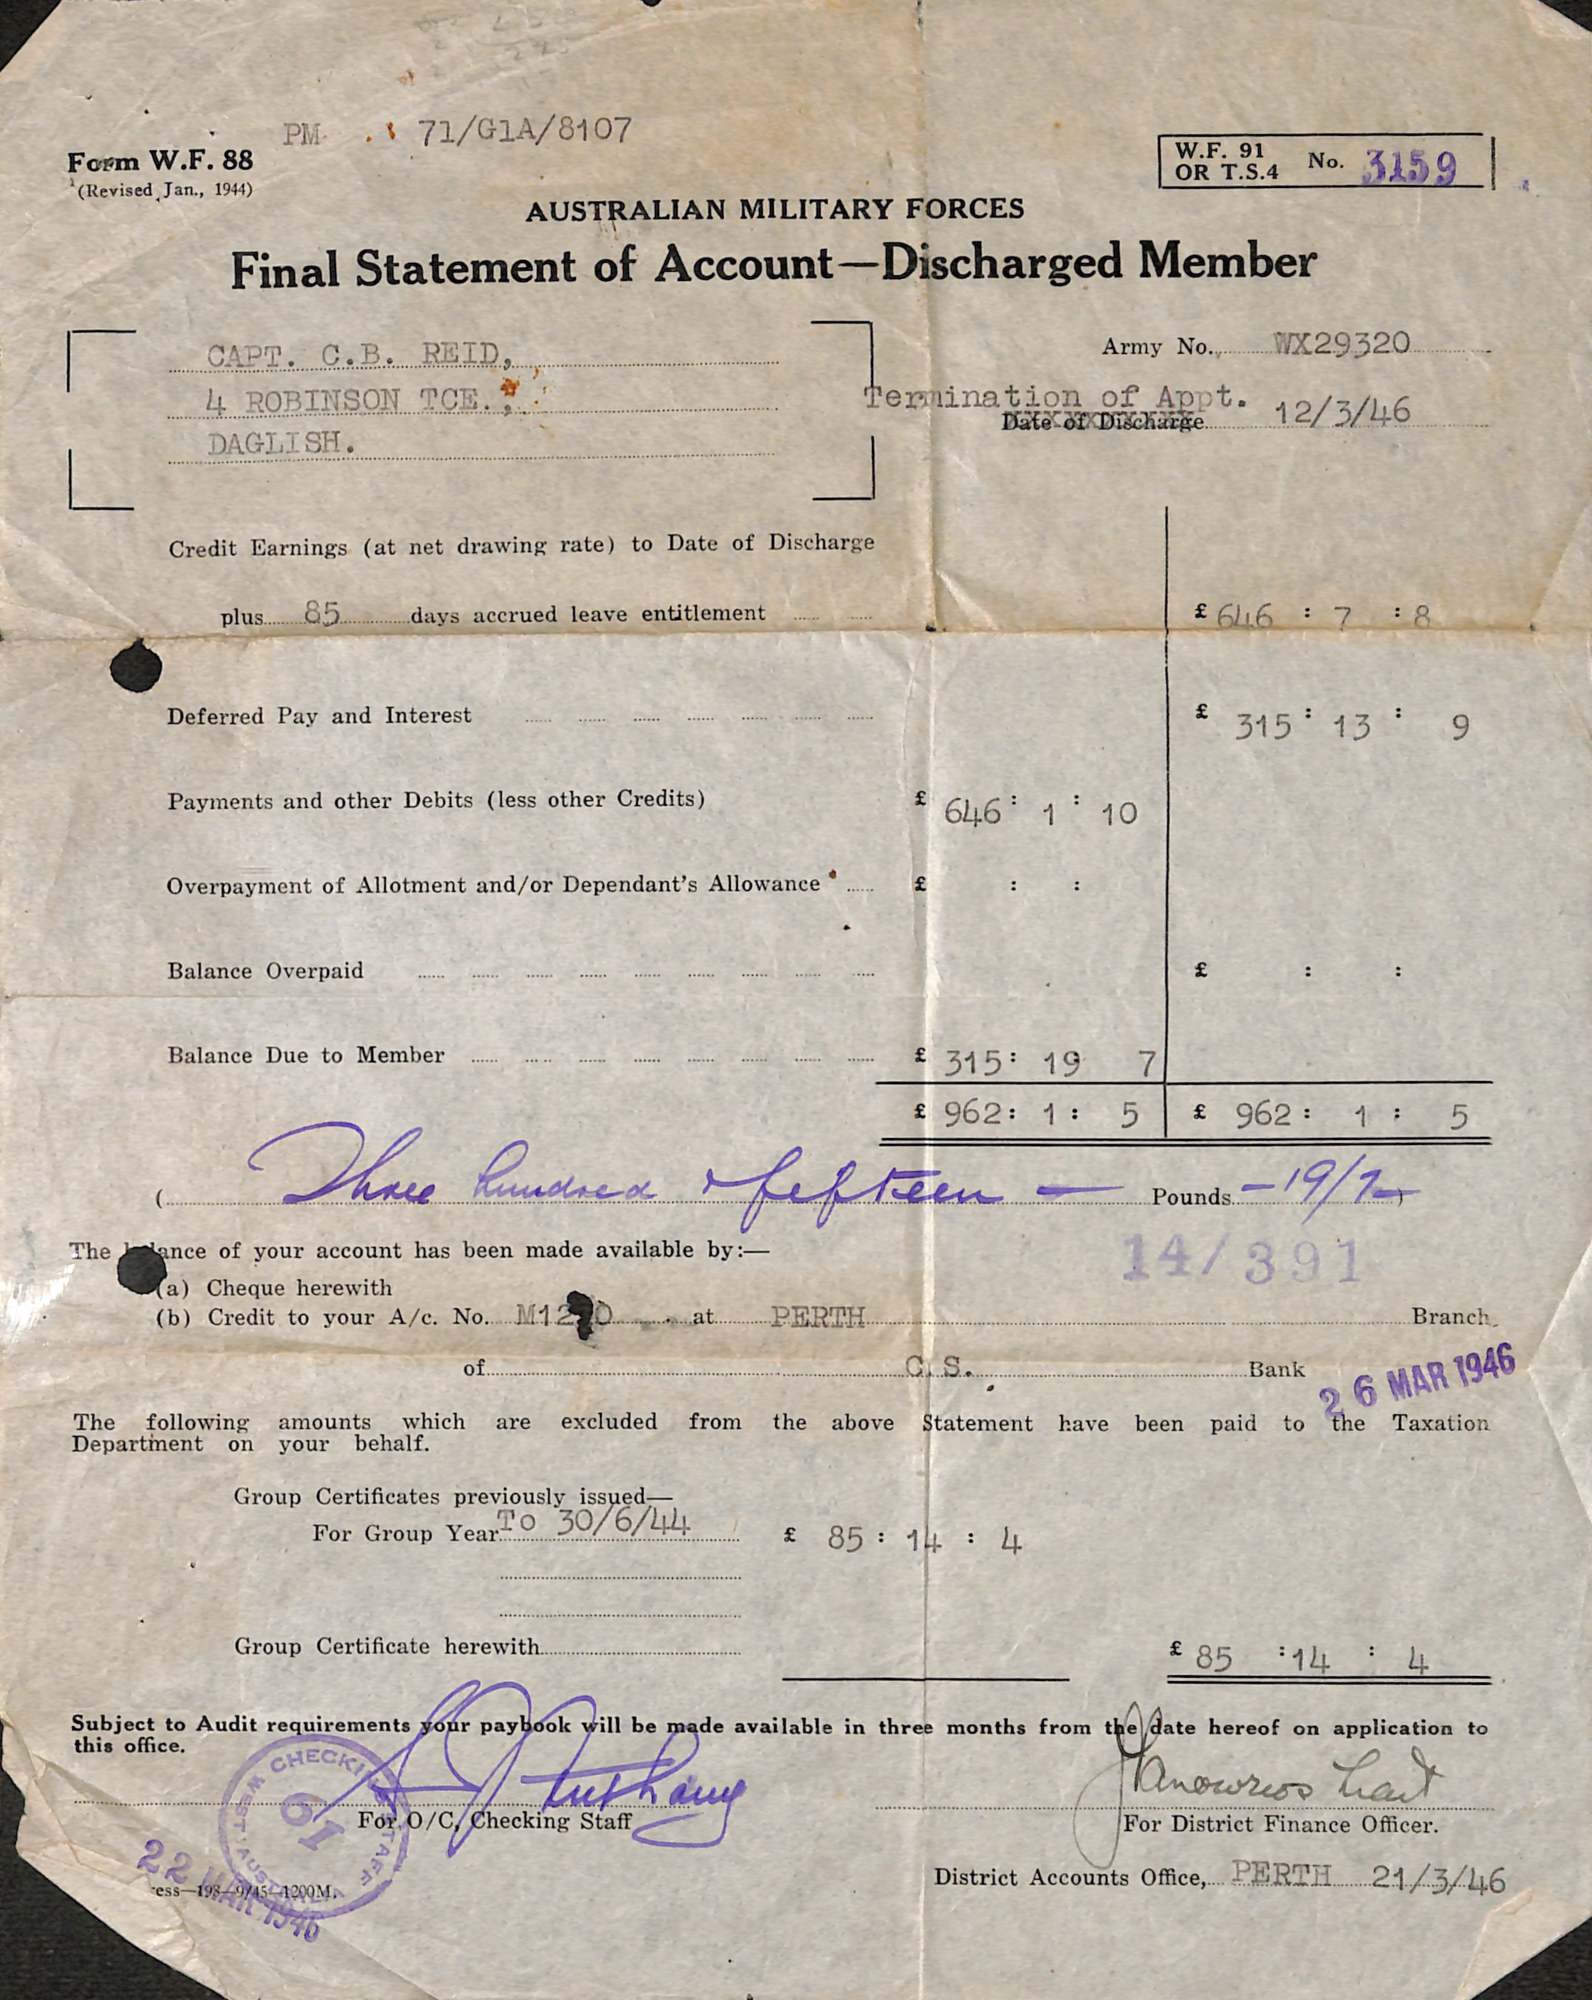 PM 71/G1A/8107
Form W.F. 88
(Revised Jan., 1944)
W.F. 91
OR T.S.4 No. 3159
AUSTRALIAN MILITARY FORCES
Final Statement of Account—Discharged Member
CAPT. C.B. REID,
4 ROBINSON TCE.,
DAGLISH.
Army No. WX29320
Termination of Appt.
Date of Discharge 12/3/46
Credit Earnings (at net drawing rate) to Date of Discharge
plus 85 days accrued leave entitlement £ 646 : 7 : 8
Deferred Pay and Interest £ 315 : 13 : 9
Payments and other Debits (less other Credits) £ 646 : 1 : 10
Overpayment of Allotment and/or Dependant's Allowance £ : :
Balance Overpaid £ : :
Balance Due to Member £ 315 : 19 7
£ 962 : 1 : 5 £ 962 : 1 : 5
( Three hundred & fifteen — Pounds — 19/7 — )
The balance of your account has been made available by:—
14/391
(a) Cheque herewith
(b) Credit to your A/c. No. at PERTH Branch
of C.S. Bank
26 MAR 1946
The following amounts which are excluded from the above Statement have been paid to the Taxation
Department on your behalf.
Group Certificates previously issued—
For Group Year To 30/6/44 £ 85 : 14 : 4
Group Certificate herewith £ 85 : 14 : 4
Subject to Audit requirements your paybook will be made available in three months from the date hereof on application to
this office.
CHECKING STAFF
WEST. AUSTRALIA
19
For O/C, Checking Staff
For District Finance Officer.
22 MAR 1946
ess—198—9/45—1200M.
District Accounts Office, PERTH 21/3/46